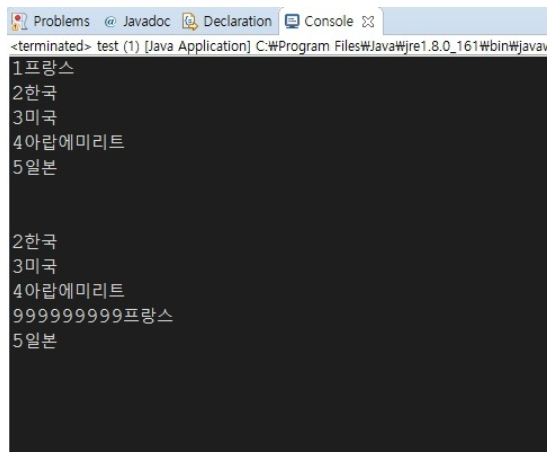 Problems @ Javadoc Declaration Console
<terminated> test (1) [Java Application] C:₩Program Files₩Java₩jre1.8.0_161₩bin₩javaw
1프랑스
2한국
3미국
4아랍에미리트
5일본
2한국
3미국
4아랍에미리트
999999999프랑스
5일본